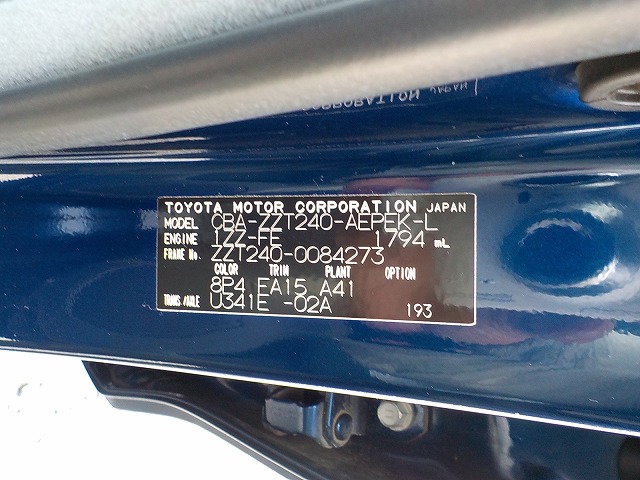 TOYOTA MOTOR CORPORATION JAPAN
MODEL CBA-ZZT240-AEPEK-L
ENGINE 1ZZ-FE 1794 mL
FRAME No. ZZT240-0084273
COLOR TRIM PLANT OPTION
8P4 FA15 A41
TRANS/AXLE U341E -02A 193